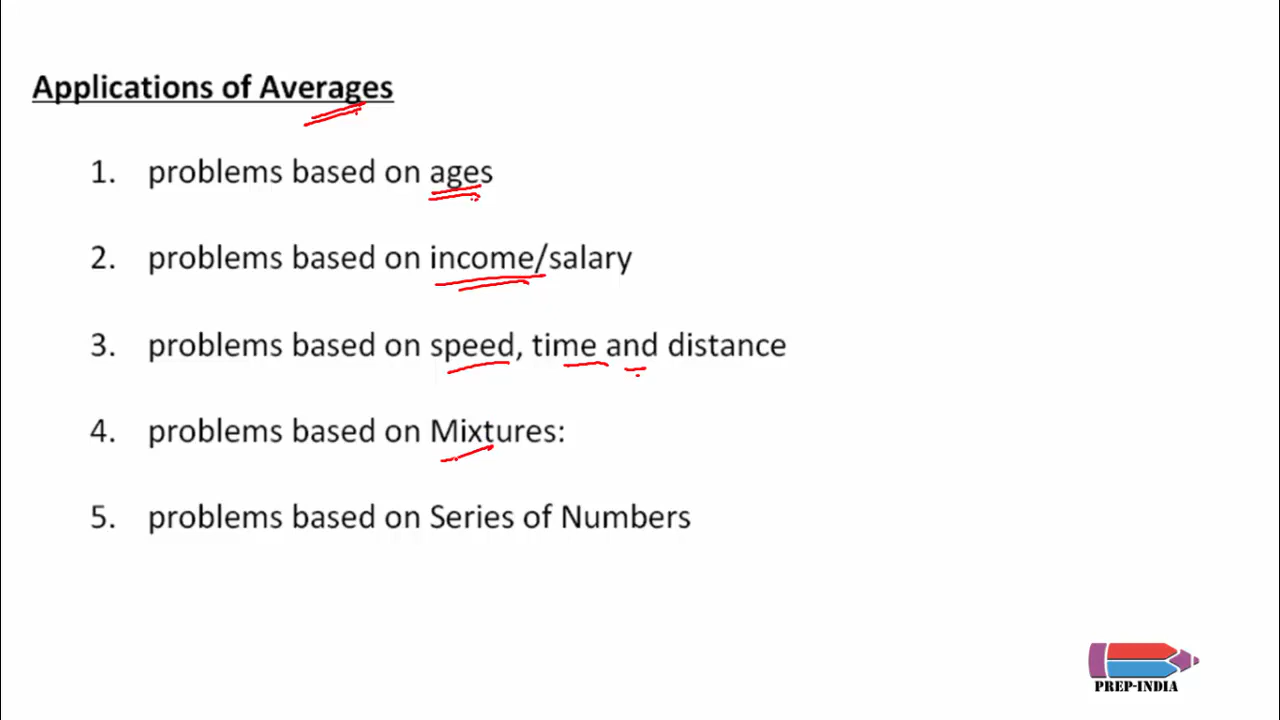 Applications of Averages
1. problems based on ages
2. problems based on income/salary
3. problems based on speed, time and distance
4. problems based on Mixtures:
5. problems based on Series of Numbers
PREP-INDIA